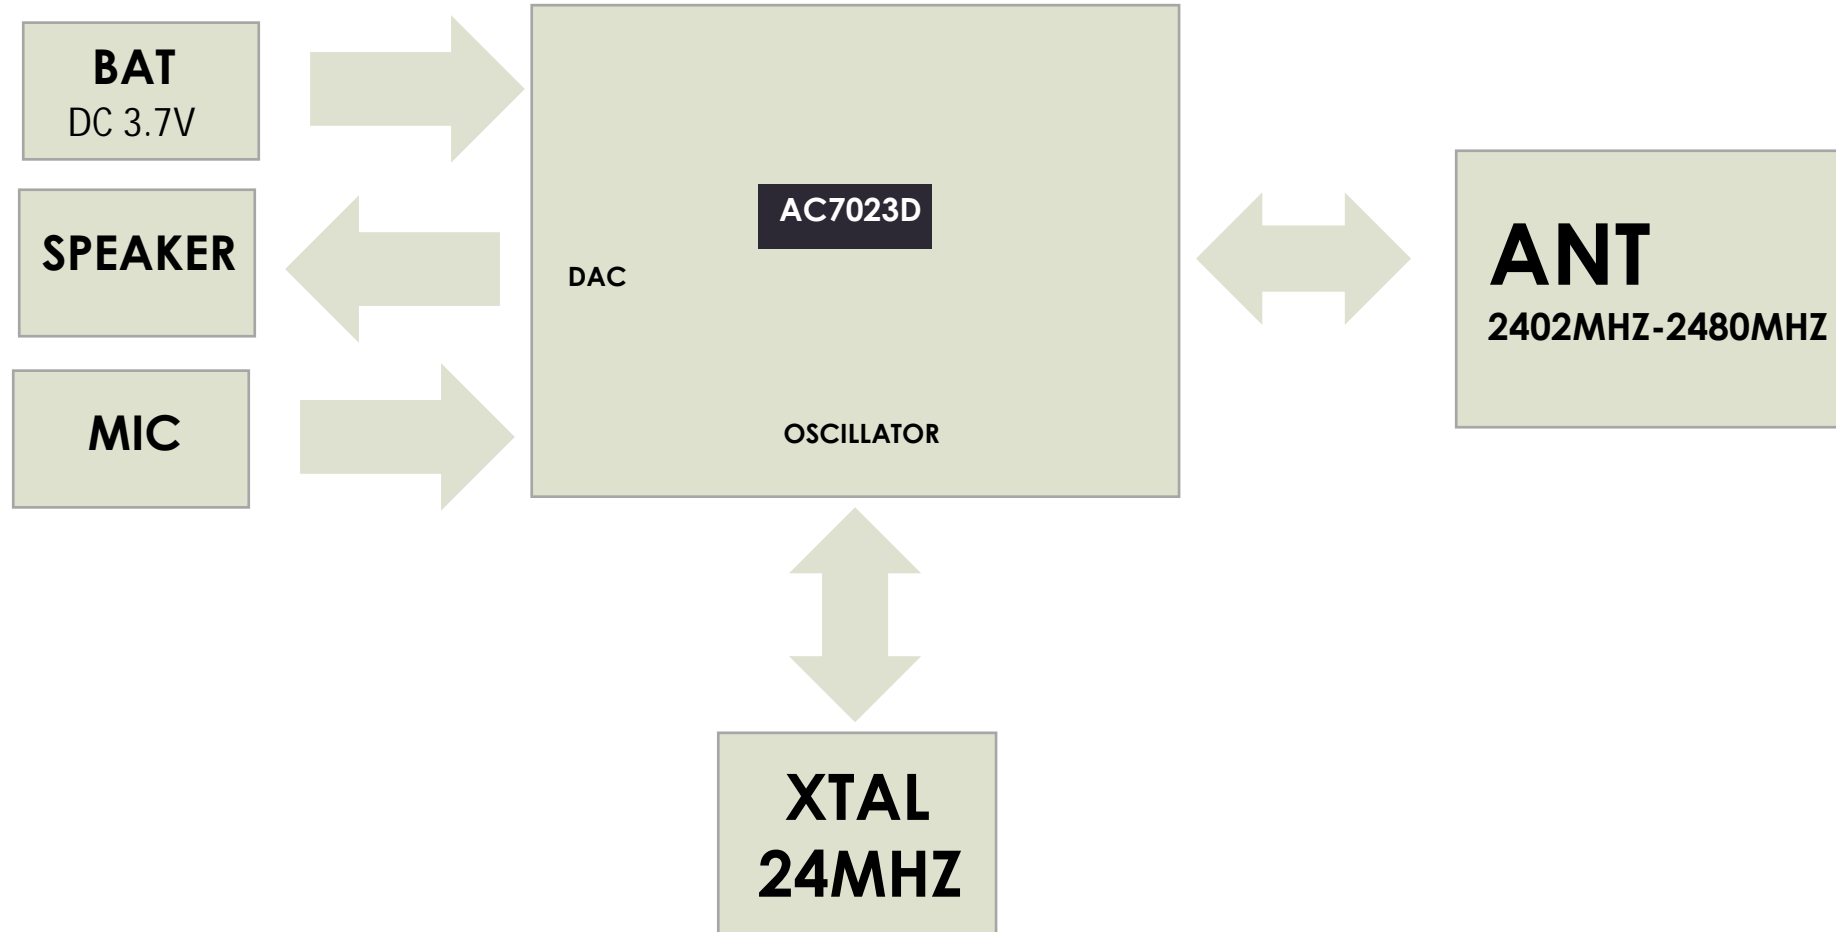 BAT
DC 3.7V
SPEAKER
MIC
AC7023D
DAC
OSCILLATOR
ANT
2402MHZ-2480MHZ
XTAL
24MHZ